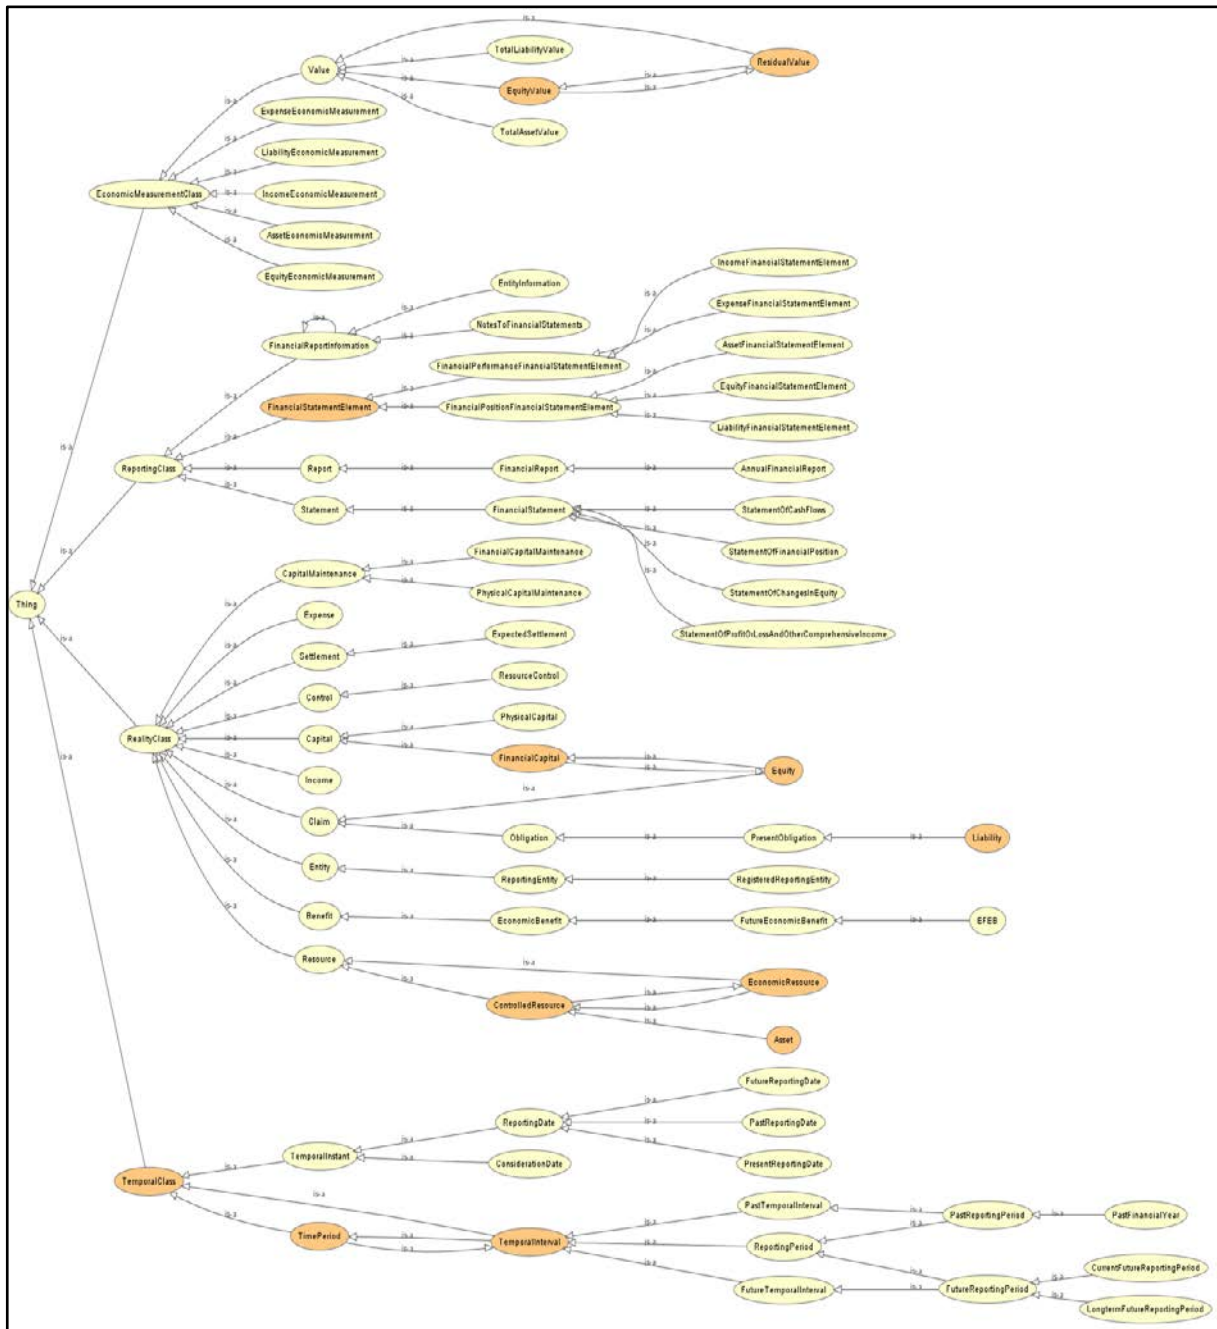 is-a
ResidualValue
TotalLiabilityValue
Value
EquityValue
ExpenseEconomicMeasurement
TotalAssetValue
LiabilityEconomicMeasurement
EconomicMeasurementClass
IncomeEconomicMeasurement
AssetEconomicMeasurement
EquityEconomicMeasurement
IncomeFinancialStatementElement
EntityInformation
ExpenseFinancialStatementElement
NotesToFinancialStatements
FinancialReportInformation
AssetFinancialStatementElement
FinancialPerformanceFinancialStatementElement
EquityFinancialStatementElement
FinancialStatementElement
FinancialPositionFinancialStatementElement
LiabilityFinancialStatementElement
ReportingClass
Report
FinancialReport
AnnualFinancialReport
Statement
FinancialStatement
StatementOfCashFlows
FinancialCapitalMaintenance
StatementOfFinancialPosition
CapitalMaintenance
PhysicalCapitalMaintenance
StatementOfChangesInEquity
Thing
Expense
ExpectedSettlement
StatementOfProfitOrLossAndOtherComprehensiveIncome
Settlement
ResourceControl
Control
PhysicalCapital
RealityClass
Capital
FinancialCapital
Equity
Income
Claim
Obligation
PresentObligation
Liability
Entity
ReportingEntity
RegisteredReportingEntity
Benefit
EconomicBenefit
FutureEconomicBenefit
EFEB
Resource
EconomicResource
ControlledResource
Asset
FutureReportingDate
ReportingDate
PastReportingDate
TemporalInstant
ConsiderationDate
PresentReportingDate
TemporalClass
PastTemporalInterval
PastReportingPeriod
PastFinancialYear
TimePeriod
TemporalInterval
ReportingPeriod
CurrentFutureReportingPeriod
FutureTemporalInterval
FutureReportingPeriod
LongtermFutureReportingPeriod